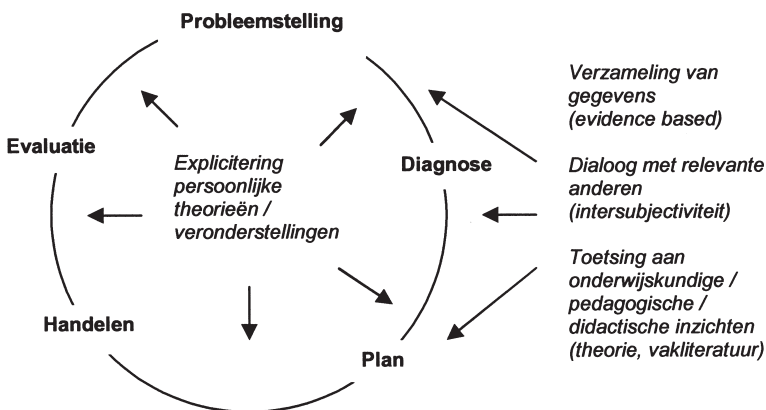 Probleemstelling
Evaluatie
Explicitering
persoonlijke
theorieën /
veronderstellingen
Diagnose
Handelen
Plan
Verzameling van
gegevens
(evidence based)
Dialoog met relevante
anderen
(intersubjectiviteit)
Toetsing aan
onderwijskundige /
pedagogische /
didactische inzichten
(theorie, vakliteratuur)